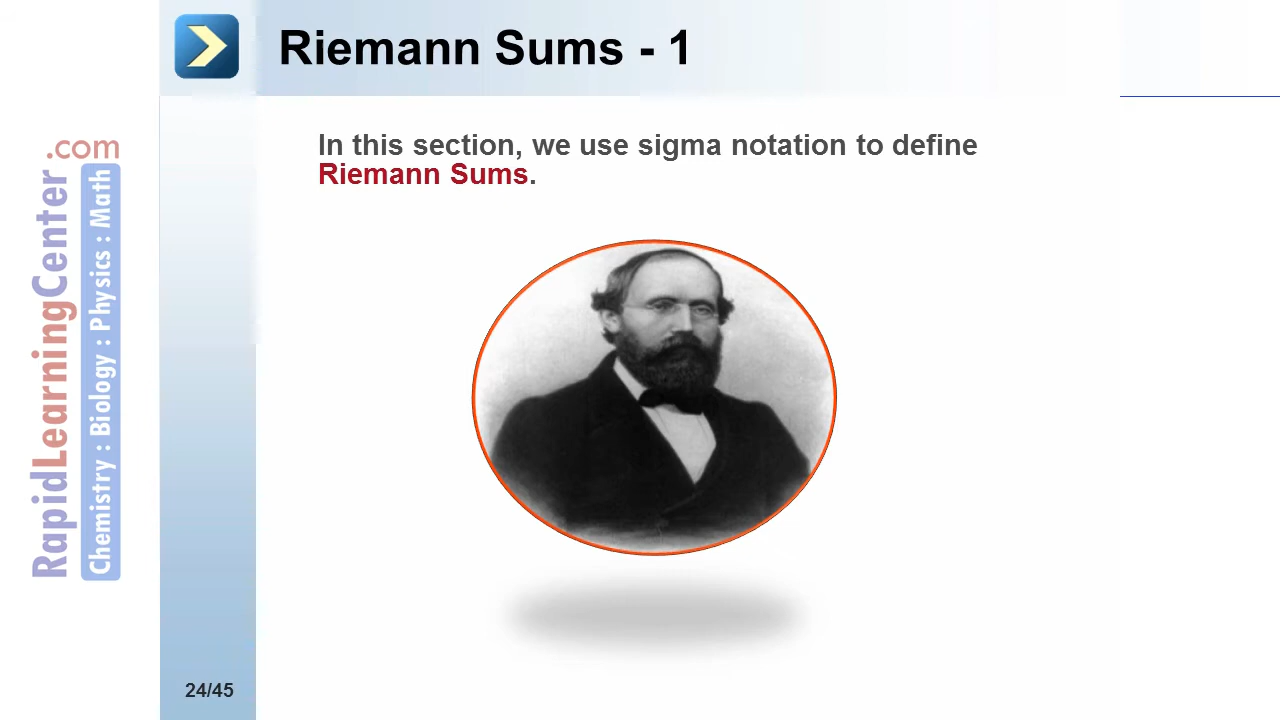 Riemann Sums - 1
In this section, we use sigma notation to define
Riemann Sums.
RapidLearningCenter.com
Chemistry : Biology : Physics : Math
24/45